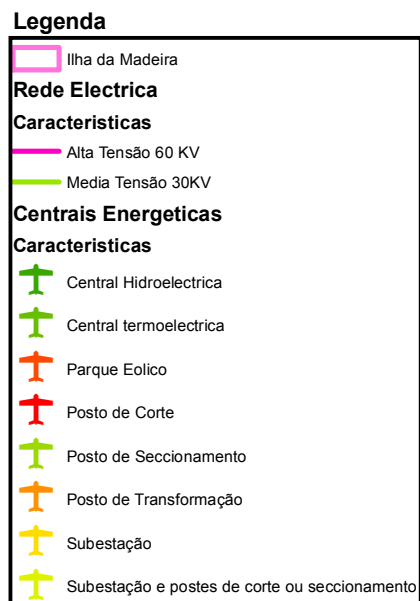 Legenda
Ilha da Madeira
Rede Electrica
Caracteristicas
Alta Tensão 60 KV
Media Tensão 30KV
Centrais Energeticas
Caracteristicas
Central Hidroelectrica
Central termoelectrica
Parque Eolico
Posto de Corte
Posto de Seccionamento
Posto de Transformação
Subestação
Subestação e postes de corte ou seccionamento